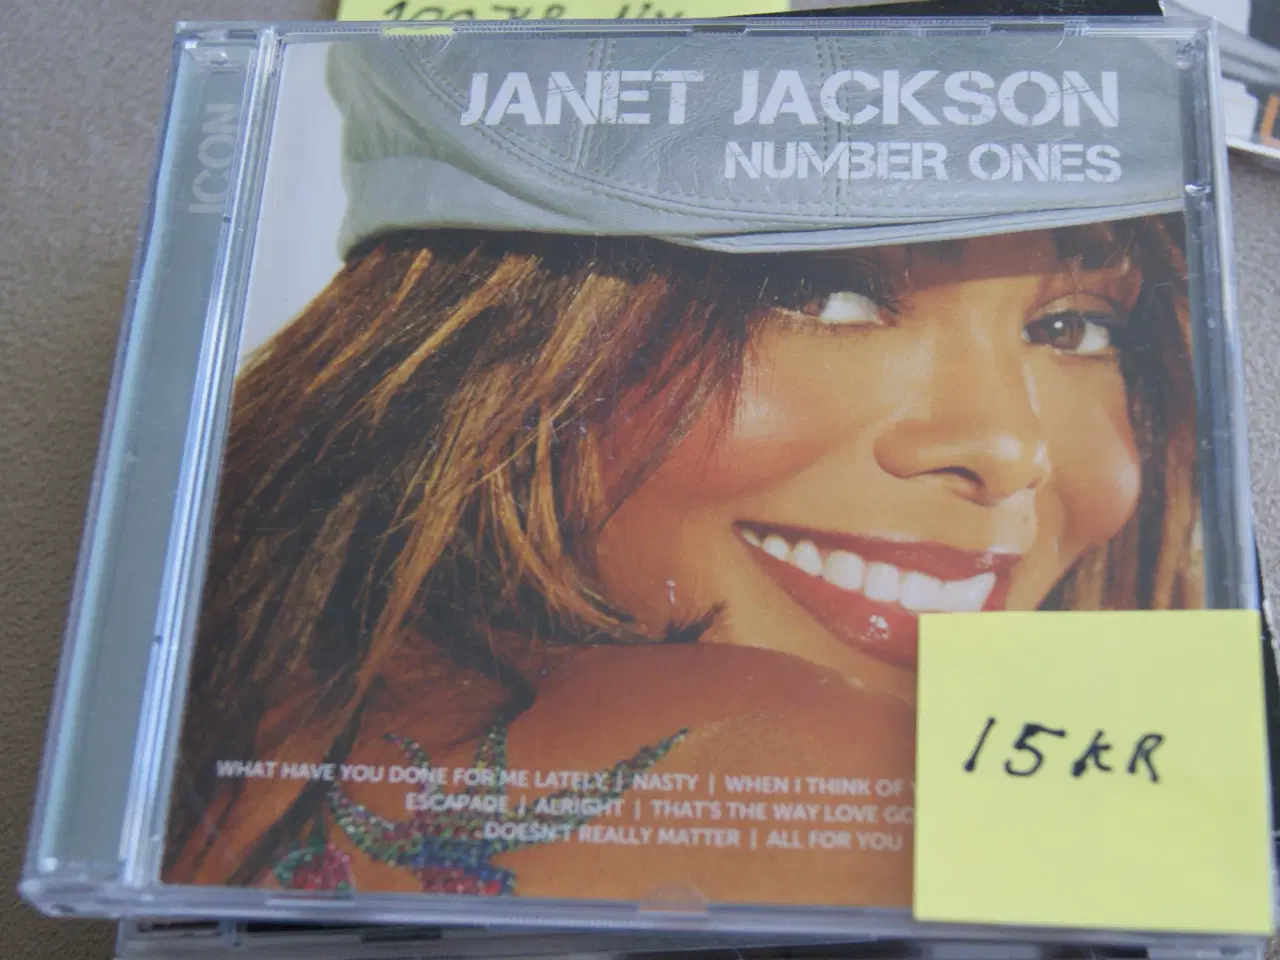 ICON
JANET JACKSON
NUMBER ONES
WHAT HAVE YOU DONE FOR ME LATELY | NASTY | WHEN I THINK OF
ESCAPADE | ALRIGHT | THAT'S THE WAY LOVE GO
DOESN'T REALLY MATTER | ALL FOR YOU
15 KR